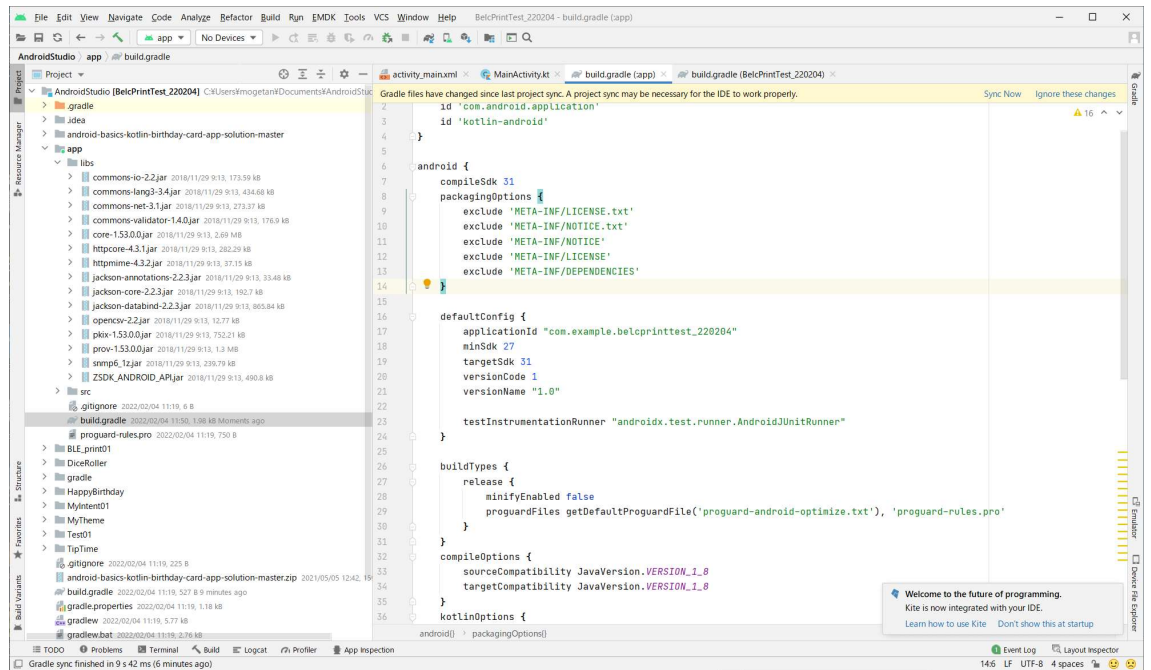 File Edit View Navigate Code Analyze Refactor Build Run EMDK Tools VCS Window Help BelcPrintTest_220204 - build.gradle (:app)
app No Devices
AndroidStudio app build.gradle
Project
activity_main.xml MainActivity.kt build.gradle (:app) build.gradle (BelcPrintTest_220204)
AndroidStudio [BelcPrintTest_220204] C:¥Users¥mogetan¥Documents¥AndroidStuc
.gradle
.idea
android-basics-kotlin-birthday-card-app-solution-master
app
libs
commons-io-2.2.jar 2018/11/29 9:13, 173.59 kB
commons-lang3-3.4.jar 2018/11/29 9:13, 434.68 kB
commons-net-3.1.jar 2018/11/29 9:13, 273.37 kB
commons-validator-1.4.0.jar 2018/11/29 9:13, 176.9 kB
core-1.53.0.0.jar 2018/11/29 9:13, 2.69 MB
httpcore-4.3.1.jar 2018/11/29 9:13, 282.29 kB
httpmime-4.3.2.jar 2018/11/29 9:13, 37.15 kB
jackson-annotations-2.2.3.jar 2018/11/29 9:13, 33.48 kB
jackson-core-2.2.3.jar 2018/11/29 9:13, 192.7 kB
jackson-databind-2.2.3.jar 2018/11/29 9:13, 865.84 kB
opencsv-2.2.jar 2018/11/29 9:13, 12.77 kB
pkix-1.53.0.0.jar 2018/11/29 9:13, 752.21 kB
prov-1.53.0.0.jar 2018/11/29 9:13, 1.3 MB
snmp6_1z.jar 2018/11/29 9:13, 239.79 kB
ZSDK_ANDROID_API.jar 2018/11/29 9:13, 490.8 kB
src
.gitignore 2022/02/04 11:19, 6 B
build.gradle 2022/02/04 11:50, 1.98 kB Moments ago
proguard-rules.pro 2022/02/04 11:19, 750 B
BLE_print01
DiceRoller
gradle
HappyBirthday
MyIntent01
MyTheme
Test01
TipTime
.gitignore 2022/02/04 11:19, 225 B
android-basics-kotlin-birthday-card-app-solution-master.zip 2021/05/05 12:42, 15
build.gradle 2022/02/04 11:19, 527 B 9 minutes ago
gradle.properties 2022/02/04 11:19, 1.18 kB
gradlew 2022/02/04 11:19, 5.77 kB
gradlew.bat 2022/02/04 11:19, 2.76 kB
Gradle files have changed since last project sync. A project sync may be necessary for the IDE to work properly. Sync Now Ignore these changes
16
2 id 'com.android.application'
3 id 'kotlin-android'
4 }
5
6 android {
7 compileSdk 31
8 packagingOptions {
9 exclude 'META-INF/LICENSE.txt'
10 exclude 'META-INF/NOTICE.txt'
11 exclude 'META-INF/NOTICE'
12 exclude 'META-INF/LICENSE'
13 exclude 'META-INF/DEPENDENCIES'
14 }
15
16 defaultConfig {
17 applicationId "com.example.belcprinttest_220204"
18 minSdk 27
19 targetSdk 31
20 versionCode 1
21 versionName "1.0"
22
23 testInstrumentationRunner "androidx.test.runner.AndroidJUnitRunner"
24 }
25
26 buildTypes {
27 release {
28 minifyEnabled false
29 proguardFiles getDefaultProguardFile('proguard-android-optimize.txt'), 'proguard-rules.pro'
30 }
31 }
32 compileOptions {
33 sourceCompatibility JavaVersion.VERSION_1_8
34 targetCompatibility JavaVersion.VERSION_1_8
35 }
36 kotlinOptions {
android{} packagingOptions{}
Welcome to the future of programming.
Kite is now integrated with your IDE.
Learn how to use Kite Don't show this at startup
Project
Resource Manager
Structure
Favorites
Build Variants
Gradle
Emulator
Device File Explorer
TODO Problems Terminal Build Logcat Profiler App Inspection Event Log Layout Inspector
Gradle sync finished in 9 s 42 ms (6 minutes ago) 14:6 LF UTF-8 4 spaces